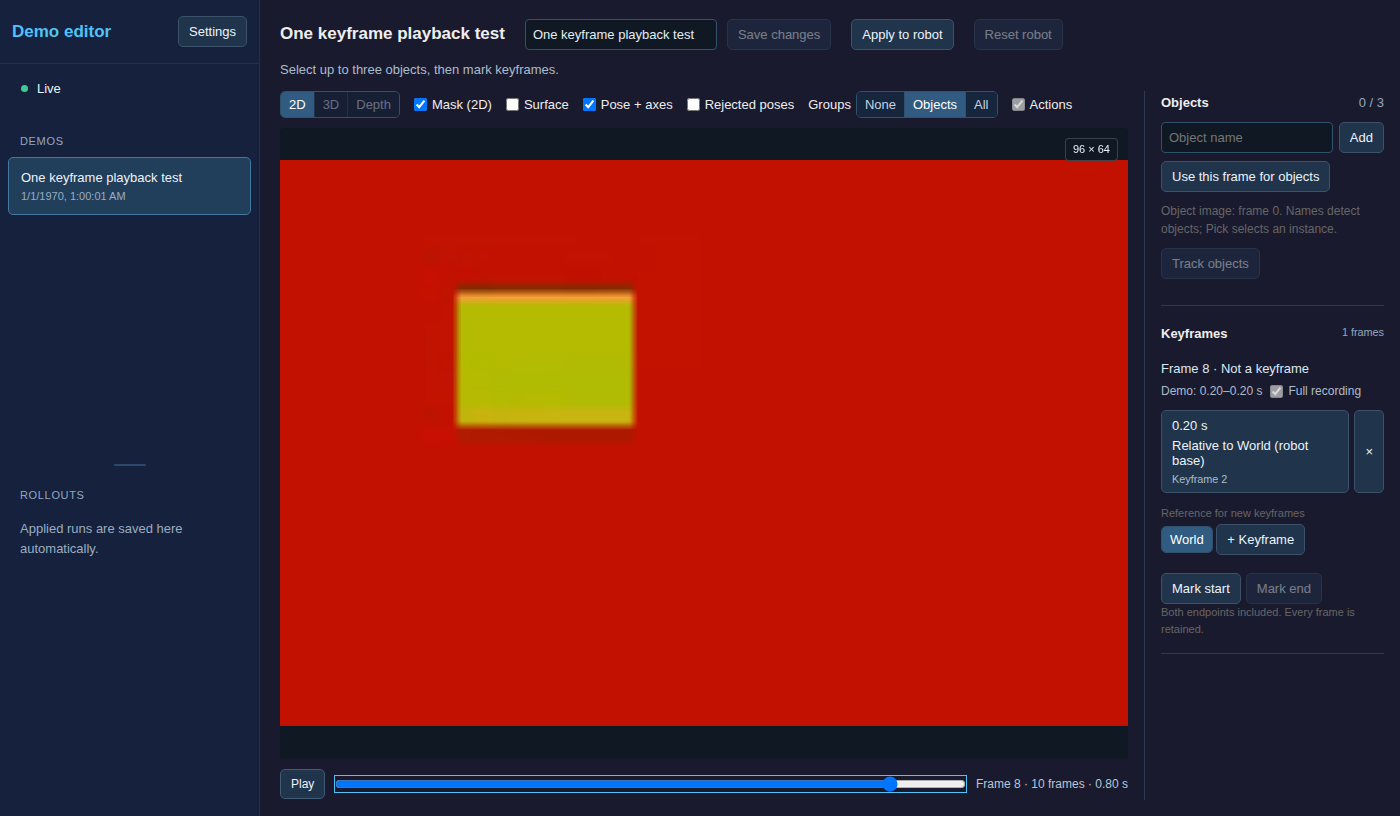 Demo editor
Settings
Live
DEMOS
One keyframe playback test
1/1/1970, 1:00:01 AM
ROLLOUTS
Applied runs are saved here
automatically.
One keyframe playback test
One keyframe playback test
Save changes
Apply to robot
Reset robot
Select up to three objects, then mark keyframes.
2D 3D Depth Mask (2D) Surface Pose + axes Rejected poses Groups None Objects All Actions
96 × 64
Play
Frame 8 · 10 frames · 0.80 s
Objects 0 / 3
Object name Add
Use this frame for objects
Object image: frame 0. Names detect
objects; Pick selects an instance.
Track objects
Keyframes 1 frames
Frame 8 · Not a keyframe
Demo: 0.20–0.20 s Full recording
0.20 s
Relative to World (robot
base)
Keyframe 2
×
Reference for new keyframes
World + Keyframe
Mark start Mark end
Both endpoints included. Every frame is
retained.